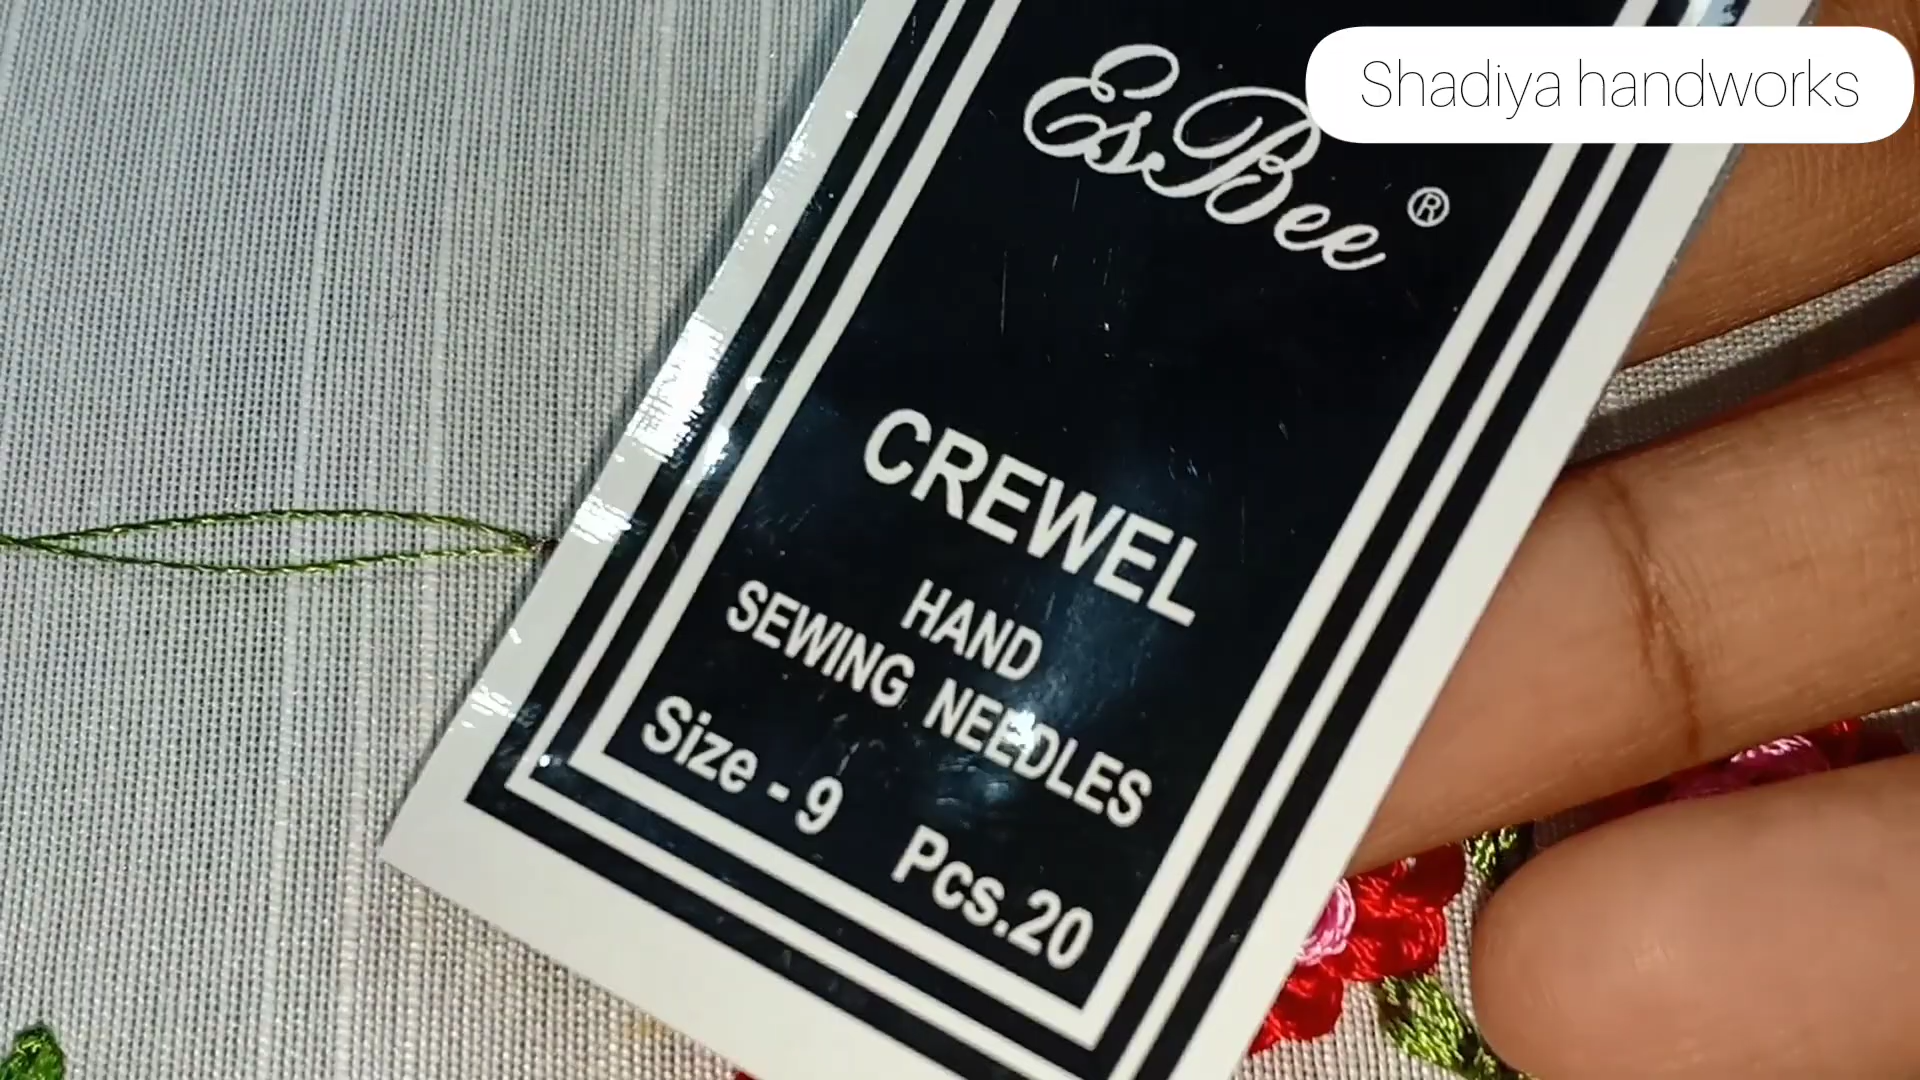 Shadiya handworks
EsBee ®
CREWEL
HAND
SEWING NEEDLES
Size - 9 Pcs.20